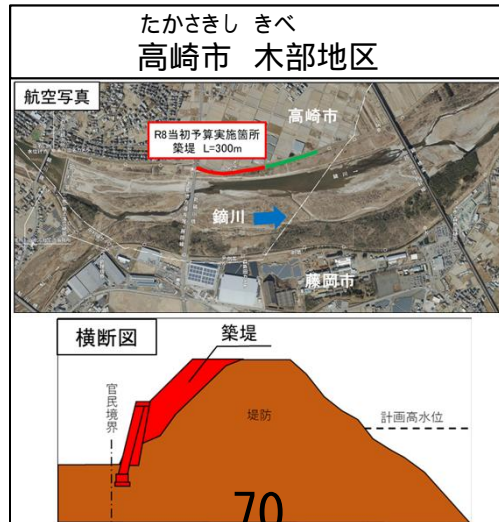 たかさきし きべ
高崎市 木部地区
航空写真
高崎市
R8当初予算実施箇所
築堤 L=300m
鏑川
藤岡市
横断図
築堤
官民境界
堤防
計画高水位
70